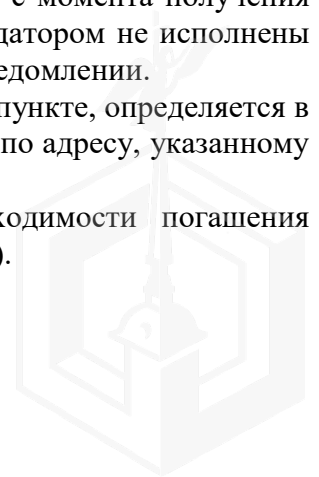 с момента получения
датором не исполнены
едомлении.
пункте, определяется в
по адресу, указанному
ходимости погашения
).